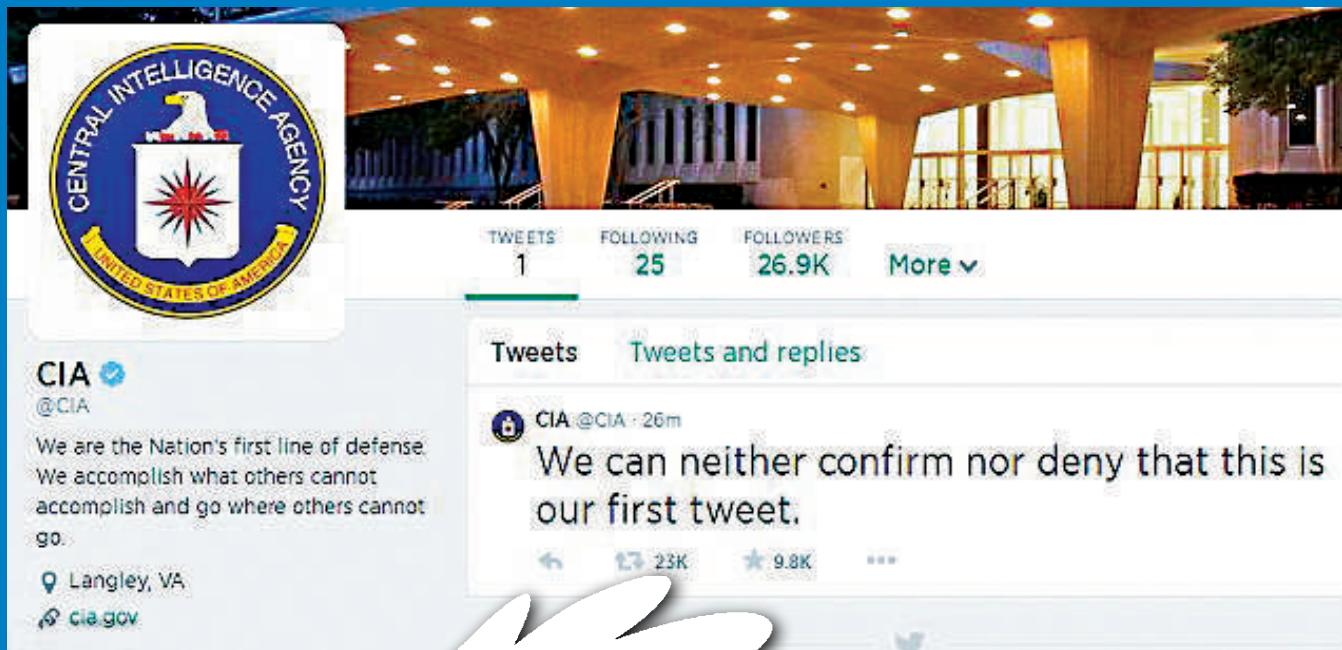 CENTRAL INTELLIGENCE AGENCY
UNITED STATES OF AMERICA
TWEETS FOLLOWING FOLLOWERS
1 25 26.9K More
Tweets Tweets and replies
CIA
@CIA
We are the Nation's first line of defense.
We accomplish what others cannot
accomplish and go where others cannot
go.
Langley, VA
cia.gov
CIA @CIA · 26m
We can neither confirm nor deny that this is
our first tweet.
23K 9.8K